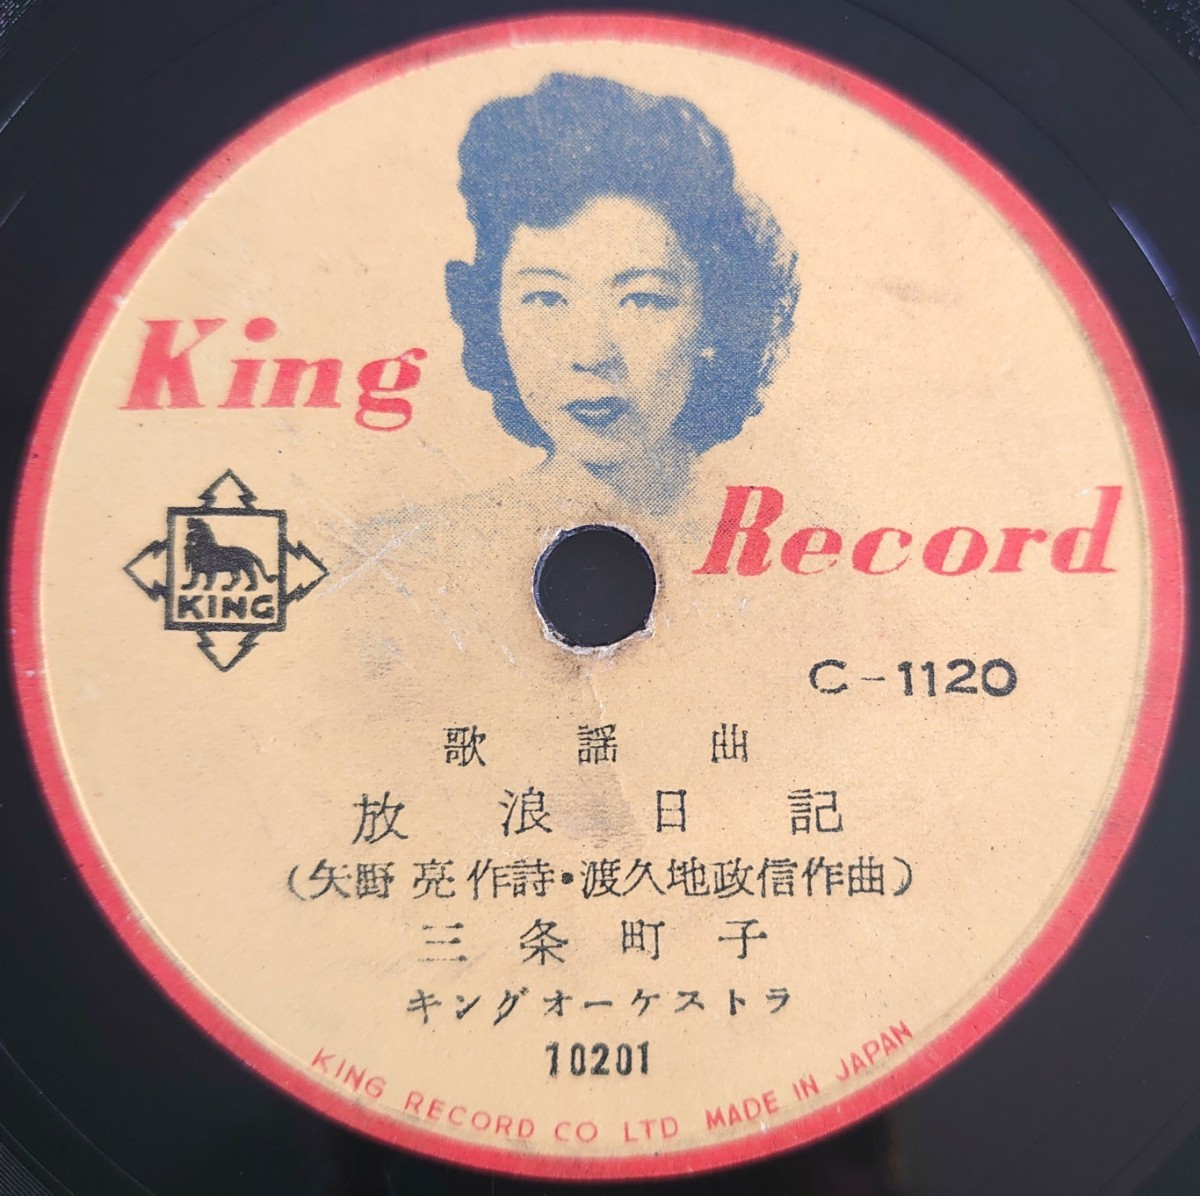 King
Record
KING
C-1120
歌謡曲
放浪日記
(矢野亮作詩・渡久地政信作曲)
三条町子
キングオーケストラ
10201
KING RECORD CO LTD MADE IN JAPAN